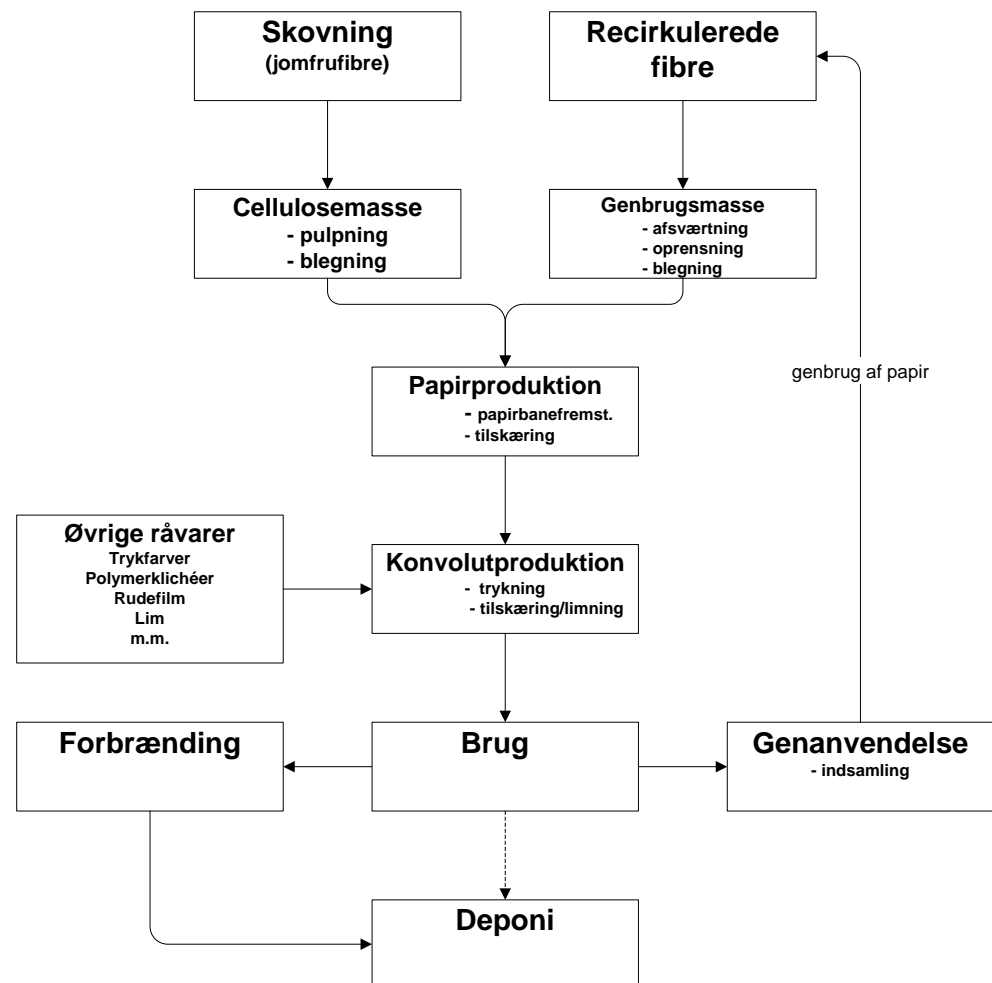 Skovning
(jomfrufibre)
Recirkulerede
fibre
Cellulosemasse
- pulpning
- blegning
Genbrugsmasse
- afsværtning
- oprensning
- blegning
genbrug af papir
Papirproduktion
- papirbanefremst.
- tilskæring
Øvrige råvarer
Trykfarver
Polymerklichéer
Rudefilm
Lim
m.m.
Konvolutproduktion
- trykning
- tilskæring/limning
Forbrænding
Brug
Genanvendelse
- indsamling
Deponi